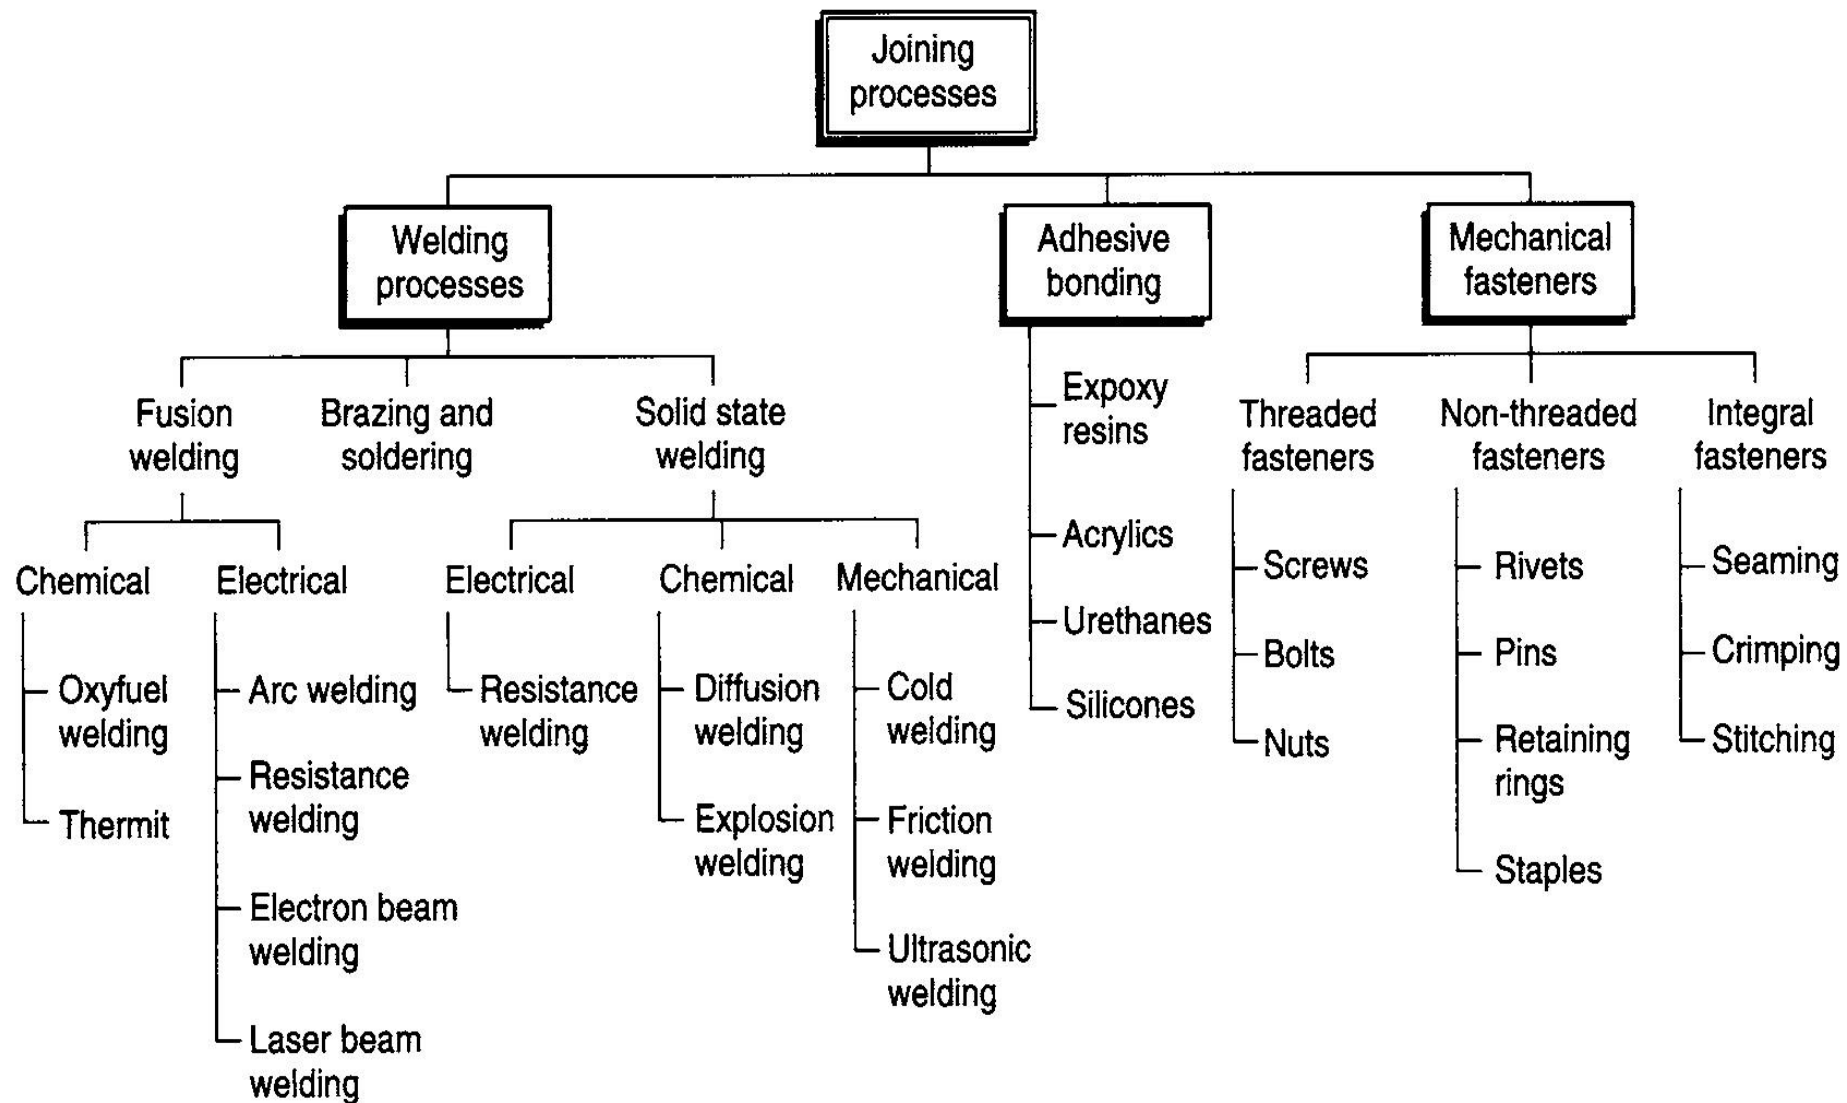 Joining
processes
Welding
processes
Adhesive
bonding
Mechanical
fasteners
Fusion
welding
Brazing and
soldering
Solid state
welding
Chemical
Oxyfuel
welding
Thermit
Electrical
Arc welding
Resistance
welding
Electron beam
welding
Laser beam
welding
Electrical
Resistance
welding
Chemical
Diffusion
welding
Explosion
welding
Mechanical
Cold
welding
Friction
welding
Ultrasonic
welding
Expoxy
resins
Acrylics
Urethanes
Silicones
Threaded
fasteners
Screws
Bolts
Nuts
Non-threaded
fasteners
Rivets
Pins
Retaining
rings
Staples
Integral
fasteners
Seaming
Crimping
Stitching